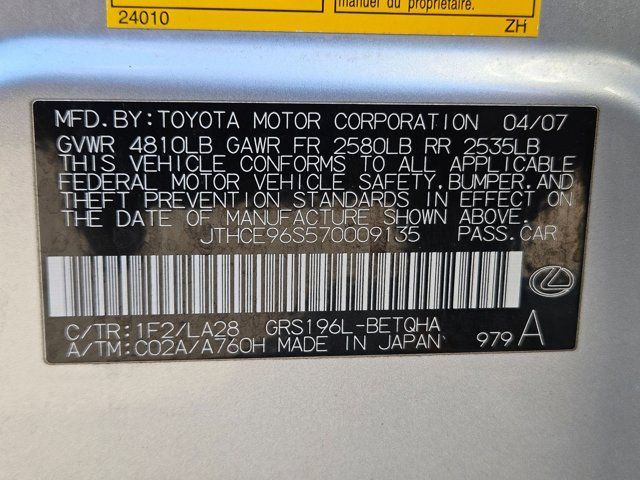 manuel du propriétaire.
24010 ZH
MFD.BY:TOYOTA MOTOR CORPORATION 04/07
GVWR 4810LB GAWR FR 2580LB RR 2535LB
THIS VEHICLE CONFORMS TO ALL APPLICABLE
FEDERAL MOTOR VEHICLE SAFETY,BUMPER,AND
THEFT PREVENTION STANDARDS IN EFFECT ON
THE DATE OF MANUFACTURE SHOWN ABOVE.
JTHCE96S570009135 PASS.CAR
C/TR:1F2/LA28 GRS196L-BETQHA
A/TM:C02A/A760H MADE IN JAPAN 979 A